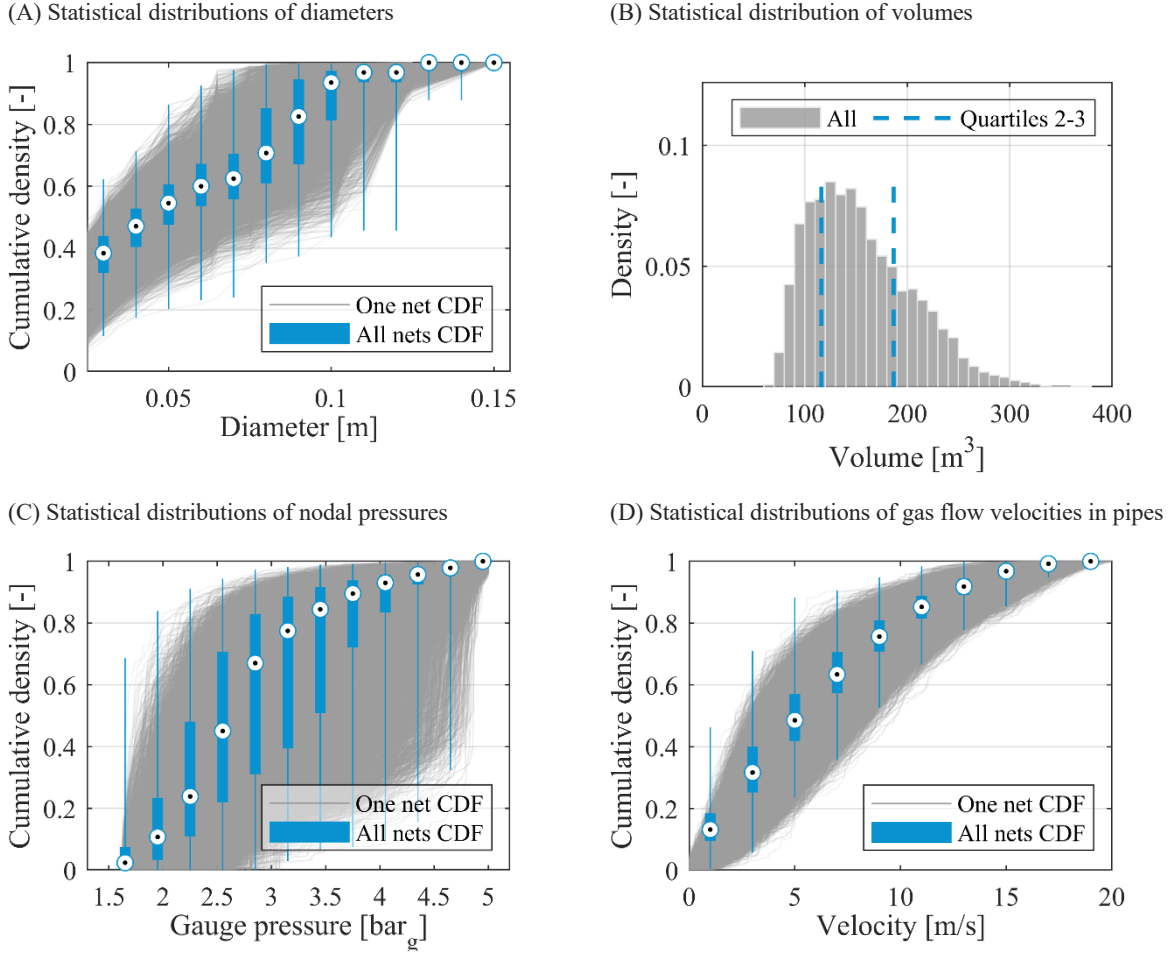 (A) Statistical distributions of diameters
Cumulative density [-]
1
0.8
0.6
0.4
0.2
0
One net CDF
All nets CDF
0.05
0.1
0.15
Diameter [m]
(B) Statistical distribution of volumes
Density [-]
0.1
0.05
0
All
Quartiles 2-3
0
100
200
300
400
Volume [m³]
(C) Statistical distributions of nodal pressures
Cumulative density [-]
1
0.8
0.6
0.4
0.2
0
One net CDF
All nets CDF
1.5
2
2.5
3
3.5
4
4.5
5
Gauge pressure [bar_g]
(D) Statistical distributions of gas flow velocities in pipes
Cumulative density [-]
1
0.8
0.6
0.4
0.2
0
One net CDF
All nets CDF
0
5
10
15
20
Velocity [m/s]